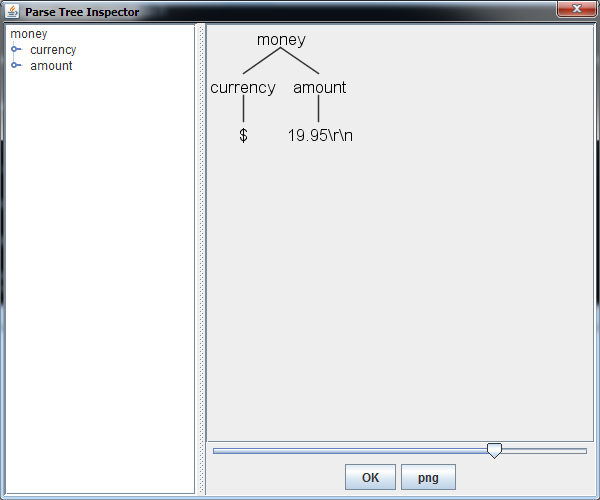 Parse Tree Inspector
money
currency
amount
money
currency amount
$ 19.95\r\n
OK png